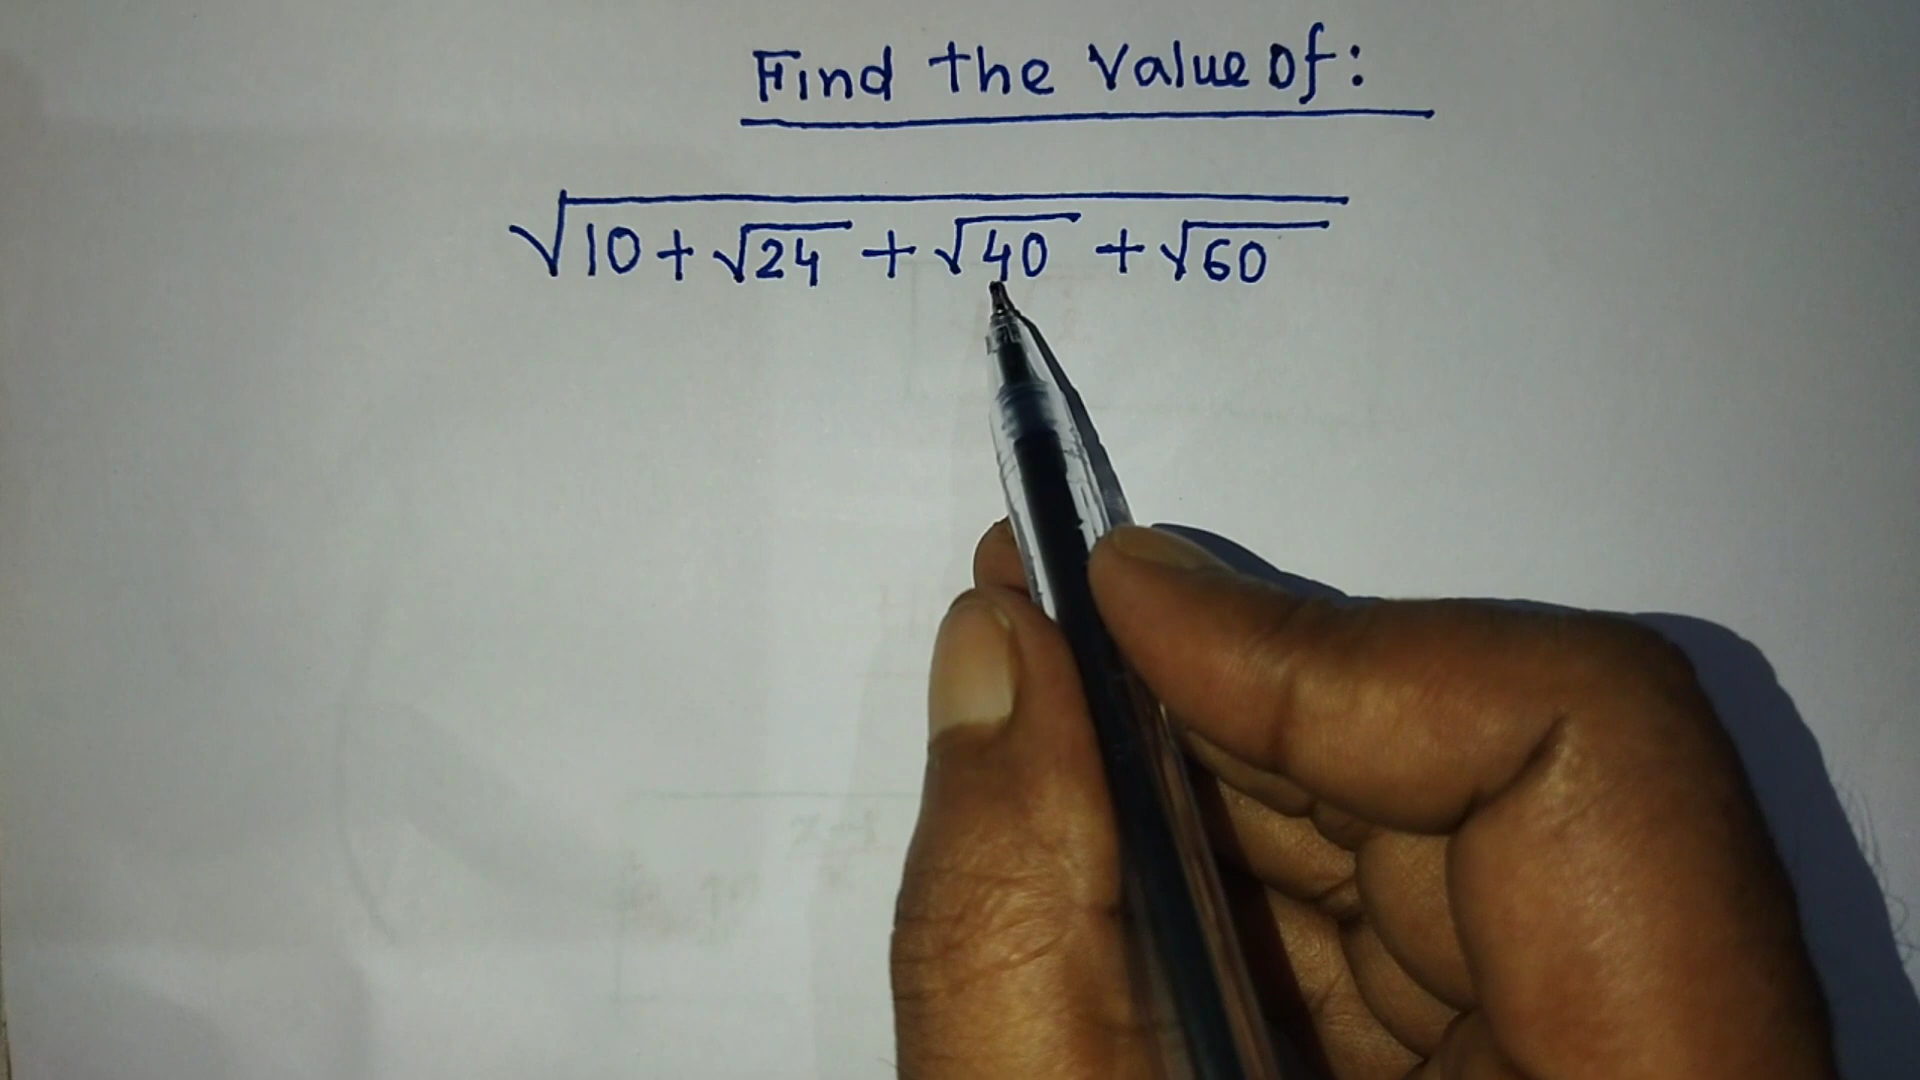 Find the Value Of:
√(10 + √24 + √40 + √60)